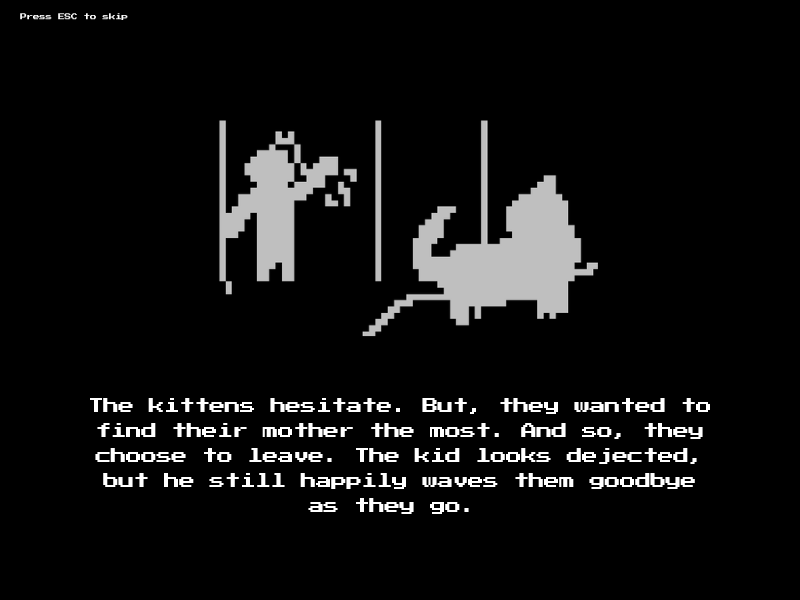 Press ESC to skip
The kittens hesitate. But, they wanted to
find their mother the most. And so, they
choose to leave. The kid looks dejected,
but he still happily waves them goodbye
as they go.